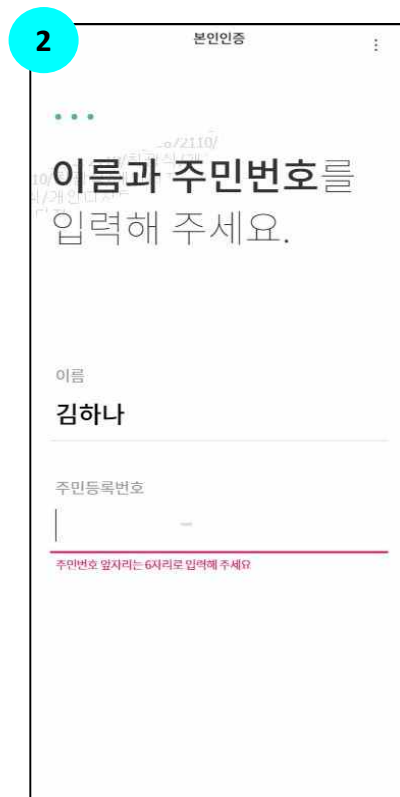 2
본인인증
이름과 주민번호를
입력해 주세요.
이름
김하나
주민등록번호
주민번호 앞자리는 6자리로 입력해 주세요